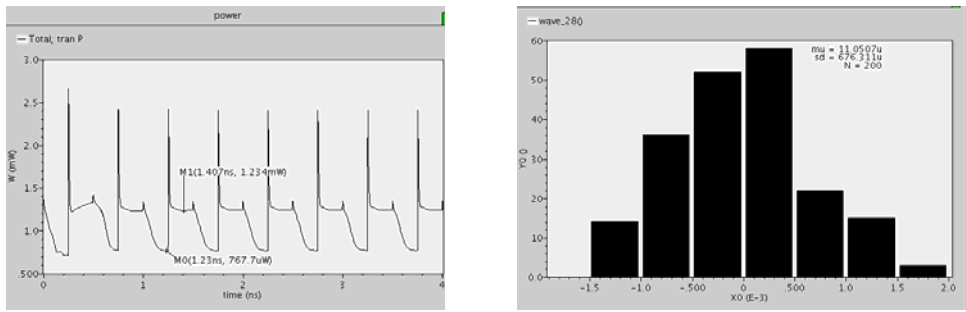 power
Total; tran P
3.0
2.5
2.0
1.5
1.0
.500
W (mW)
M1(1.407ns, 1.234mW)
M0(1.23ns, 767.7uW)
0 1 2 3 4
time (ns)
wave_28()
mu = 11.0507u
sd = 676.311u
N = 200
60
50
40
30
20
10
0.0
Y0 ()
-1.5 -1.0 -.500 0 .500 1.0 1.5 2.0
X0 (E-3)